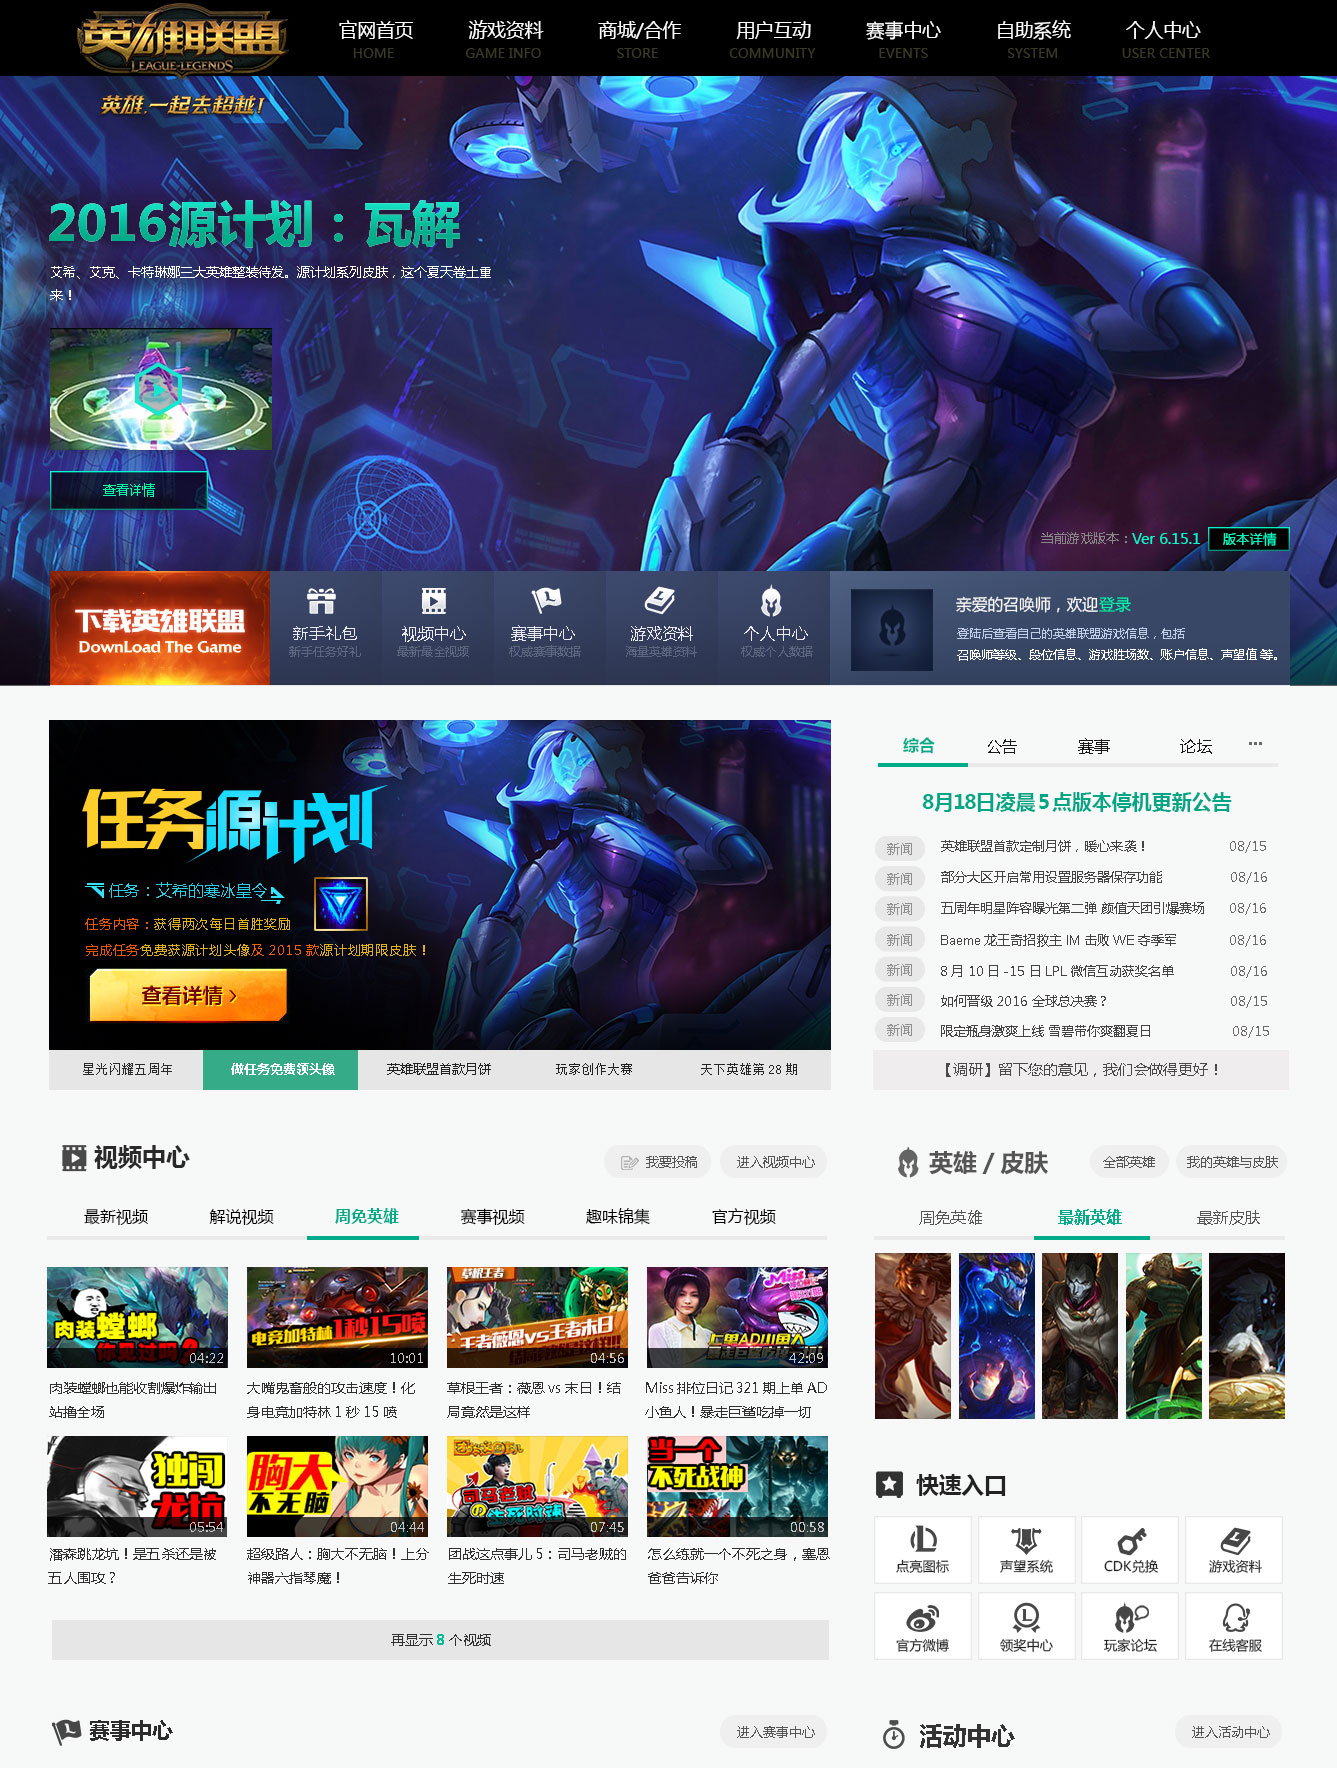 英雄联盟
LEAGUE·LEGENDS
英雄,一起去超越!
官网首页 游戏资料 商城/合作 用户互动 赛事中心 自助系统 个人中心
HOME GAME INFO STORE COMMUNITY EVENTS SYSTEM USER CENTER
2016源计划：瓦解
艾希、艾克、卡特琳娜三大英雄整装待发。源计划系列皮肤，这个夏天卷土重
来！
查看详情
当前游戏版本：Ver 6.15.1 版本详情
下载英雄联盟
DownLoad The Game
新手礼包 视频中心 赛事中心 游戏资料 个人中心
新手任务好礼 最新最全视频 权威赛事数据 海量英雄资料 权威个人数据
亲爱的召唤师，欢迎登录
登陆后查看自己的英雄联盟游戏信息，包括
召唤师等级、段位信息、游戏胜场数、账户信息、声望值 等。
任务源计划
任务：艾希的寒冰皇令
任务内容：获得两次每日首胜奖励
完成任务免费获源计划头像及 2015 款源计划期限皮肤！
查看详情 ›
星光闪耀五周年 做任务免费领头像 英雄联盟首款月饼 玩家创作大赛 天下英雄第 28 期
综合 公告 赛事 论坛 ···
8月18日凌晨 5 点版本停机更新公告
新闻 英雄联盟首款定制月饼，暖心来袭！ 08/15
新闻 部分大区开启常用设置服务器保存功能 08/16
新闻 五周年明星阵容曝光第二弹 颜值天团引爆赛场 08/16
新闻 Baeme 龙王奇招救主 IM 击败 WE 夺季军 08/16
新闻 8 月 10 日 -15 日 LPL 微信互动获奖名单 08/16
新闻 如何晋级 2016 全球总决赛？ 08/15
新闻 限定瓶身激爽上线 雪碧带你爽翻夏日 08/15
【调研】留下您的意见，我们会做得更好！
视频中心 我要投稿 进入视频中心
最新视频 解说视频 周免英雄 赛事视频 趣味锦集 官方视频
肉装螳螂
04:22
电竞加特林1秒15喷
10:01
草根王者
王者薇恩VS王者末日
04:56
Miss
上单AD小鱼人
42:09
肉装螳螂也能收割爆炸输出
站撸全场
大嘴鬼畜般的攻击速度！化
身电竞加特林 1 秒 15 喷
草根王者：薇恩 vs 末日！结
局竟然是这样
Miss 排位日记 321 期上单 AD
小鱼人！暴走巨鲨吃掉一切
独闯
龙坑
05:54
胸大
不无脑
04:44
司马老贼
の生死时速
07:45
当一个
不死战神
00:58
潘森跳龙坑！是五杀还是被
五人围攻？
超级路人：胸大不无脑！上分
神器六指琴魔！
团战这点事儿 5：司马老贼的
生死时速
怎么练就一个不死之身，塞恩
爸爸告诉你
再显示 8 个视频
英雄 / 皮肤 全部英雄 我的英雄与皮肤
周免英雄 最新英雄 最新皮肤
快速入口
点亮图标 声望系统 CDK兑换 游戏资料
官方微博 领奖中心 玩家论坛 在线客服
赛事中心 进入赛事中心
活动中心 进入活动中心